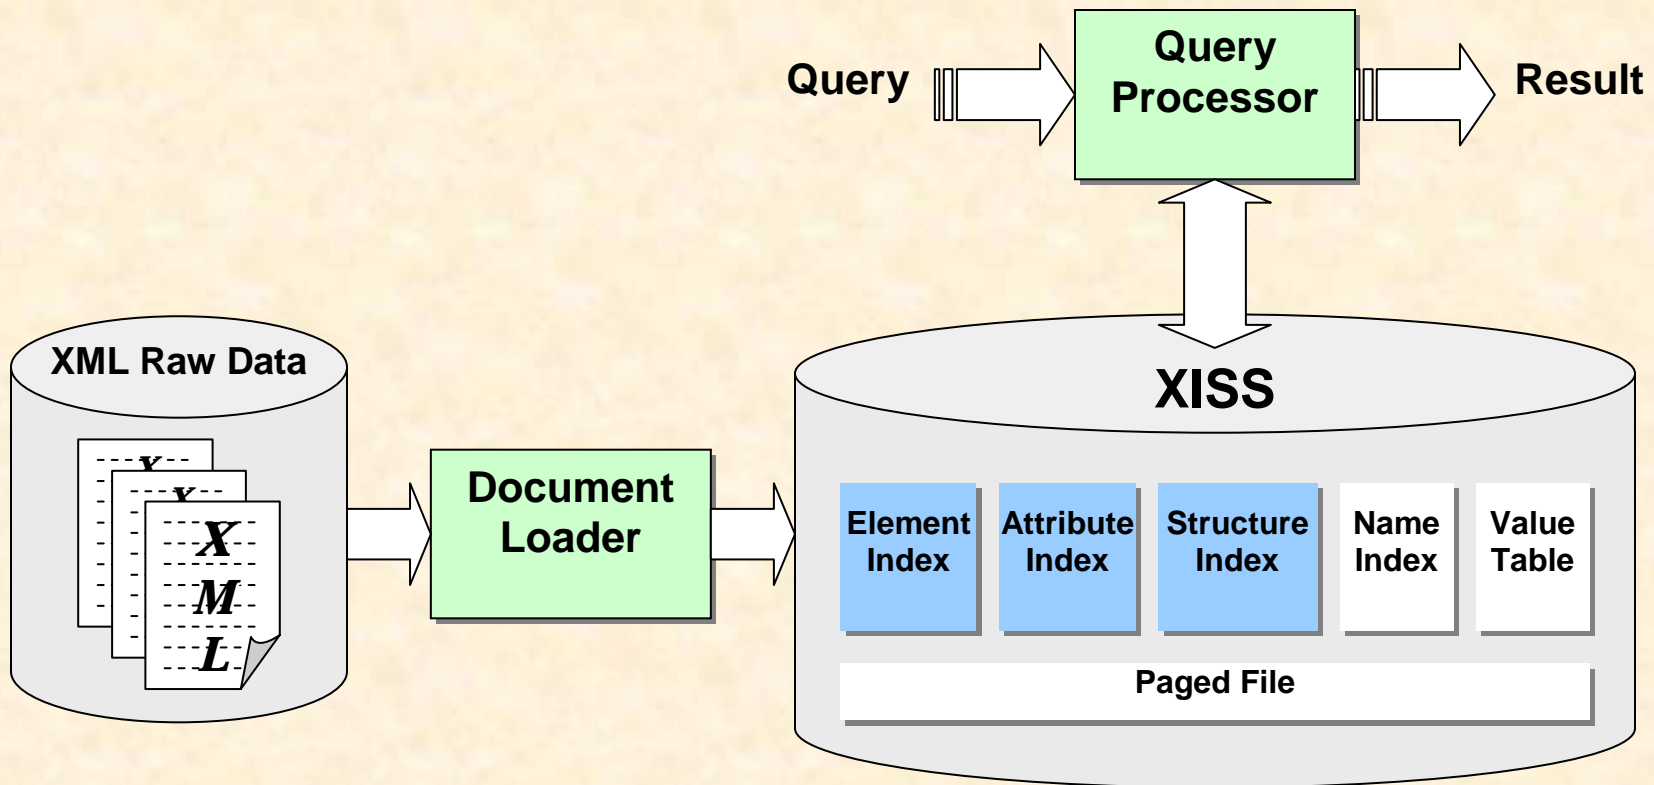 Query
Query
Processor
Result
XML Raw Data
X
X
X
M
L
Document
Loader
XISS
Element
Index
Attribute
Index
Structure
Index
Name
Index
Value
Table
Paged File